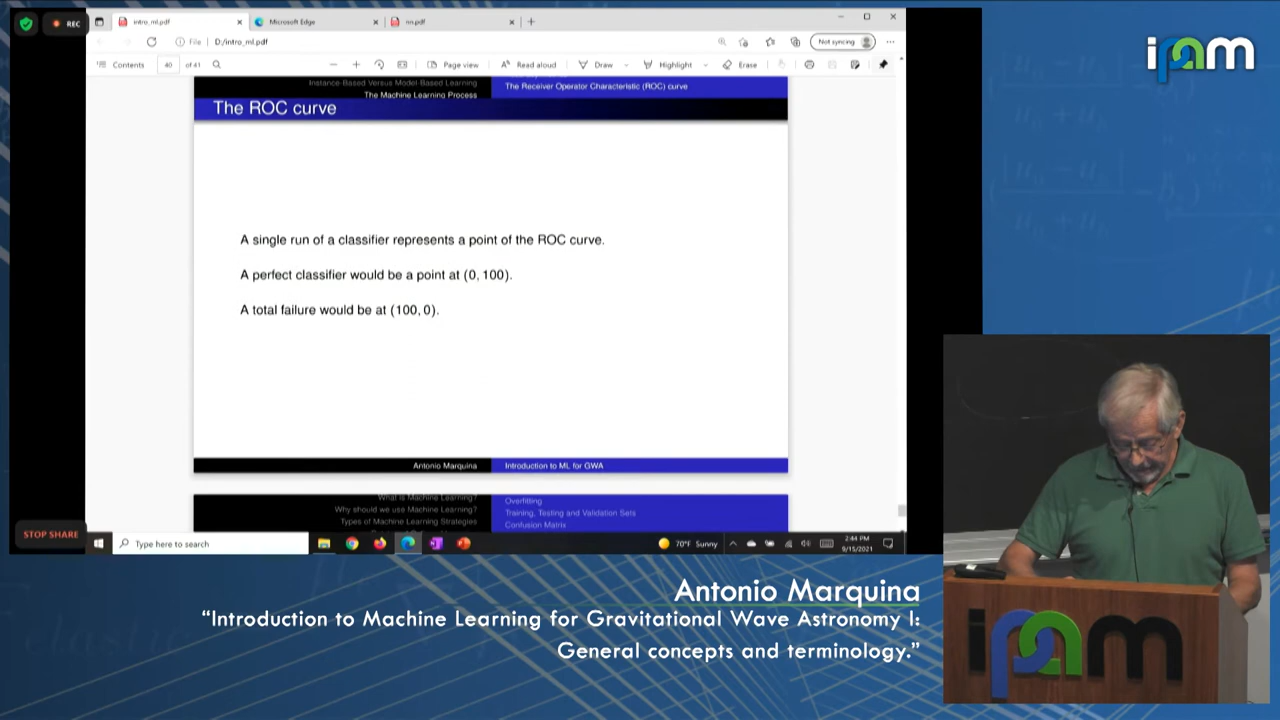 REC
intro_ml.pdf
Microsoft Edge
nn.pdf
File
D:/intro_ml.pdf
Not syncing
Contents
40 of 41
Page view
Read aloud
Draw
Highlight
Erase
Instance-Based Versus Model-Based Learning
The Machine Learning Process
The Receiver Operator Characteristic (ROC) curve
The ROC curve
A single run of a classifier represents a point of the ROC curve.
A perfect classifier would be a point at (0, 100).
A total failure would be at (100, 0).
Antonio Marquina
Introduction to ML for GWA
What is Machine Learning?
Why should we use Machine Learning?
Types of Machine Learning Strategies
Overfitting
Training, Testing and Validation Sets
Confusion Matrix
STOP SHARE
Type here to search
70°F Sunny
2:44 PM
9/15/2021
ipam
Antonio Marquina
“Introduction to Machine Learning for Gravitational Wave Astronomy I:
General concepts and terminology.”
ipam